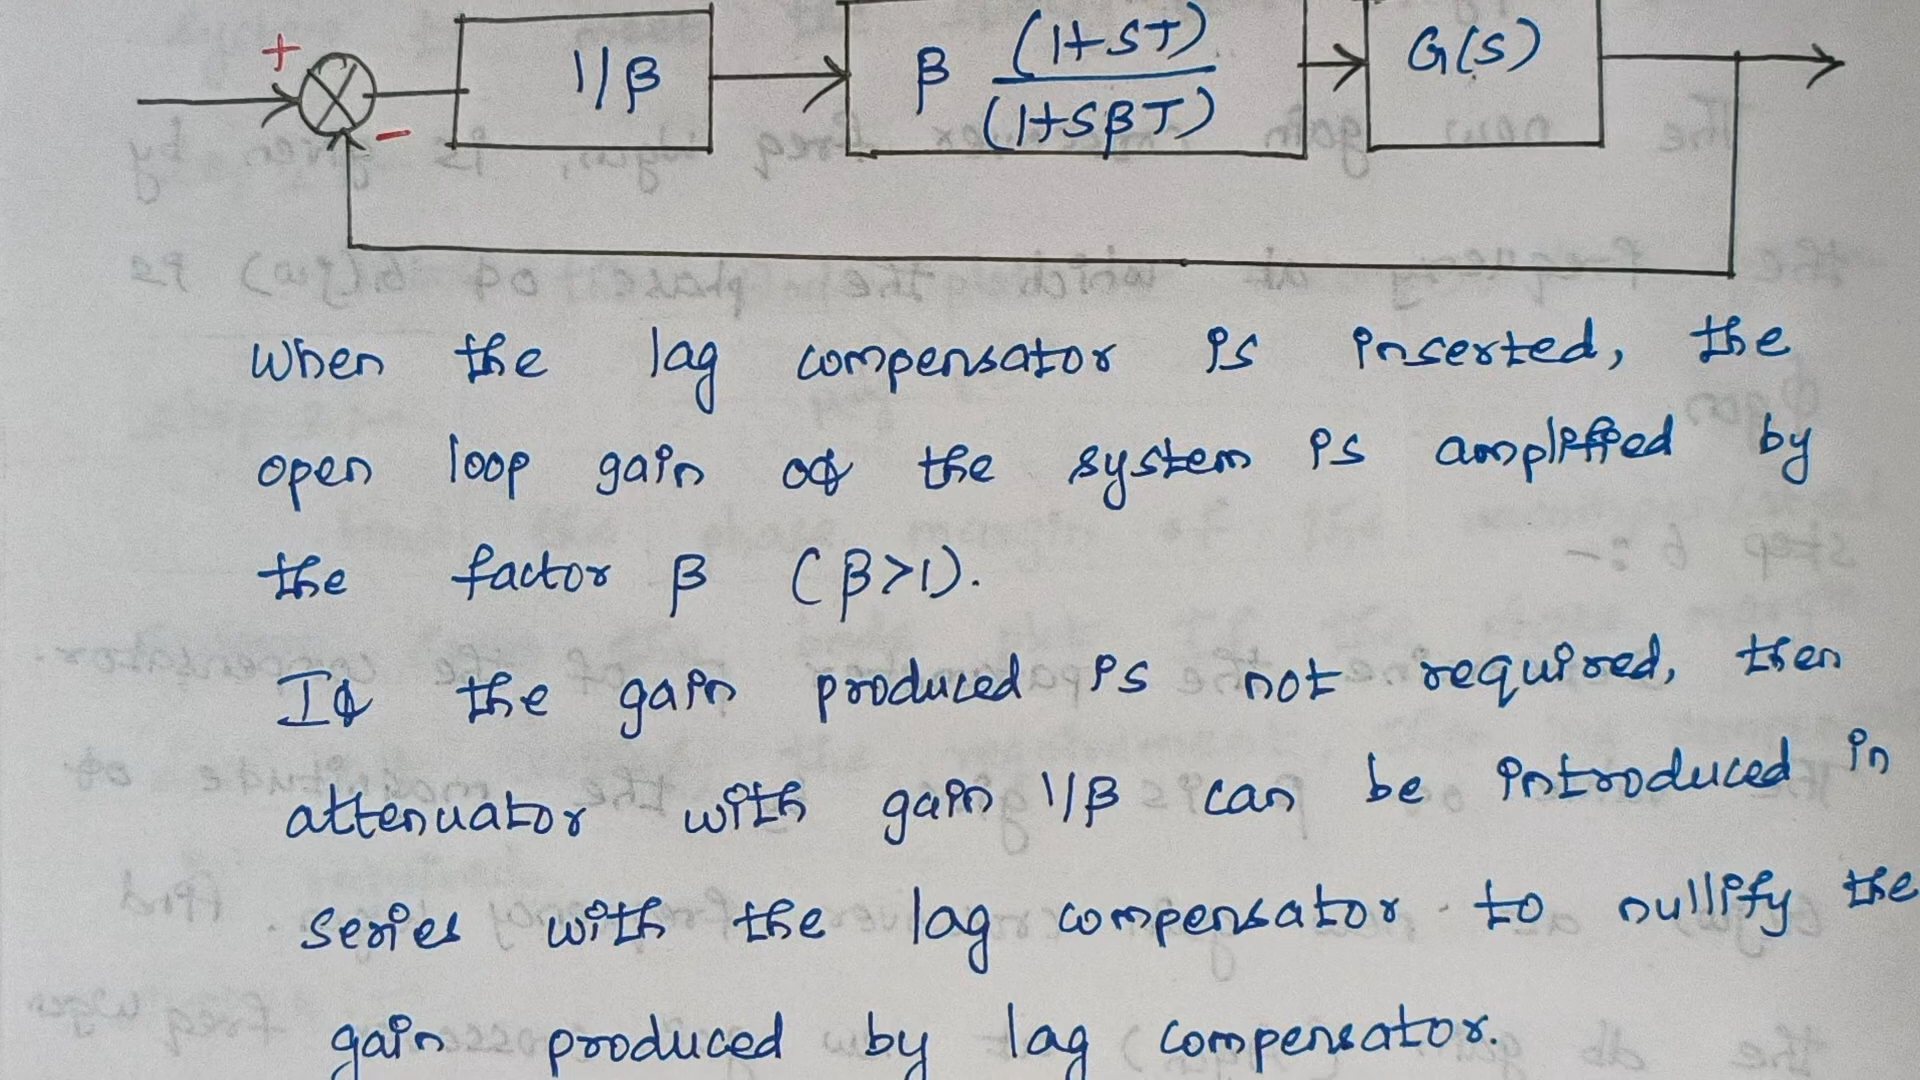 +
1/β
β (1+ST)
(1+SβT)
G(S)
-
When the lag compensator is inserted, the
open loop gain of the system is amplified by
the factor β (β>1).
If the gain produced is not required, then
attenuator with gain 1/β can be introduced in
series with the lag compensator to nullify the
gain produced by lag compensator.